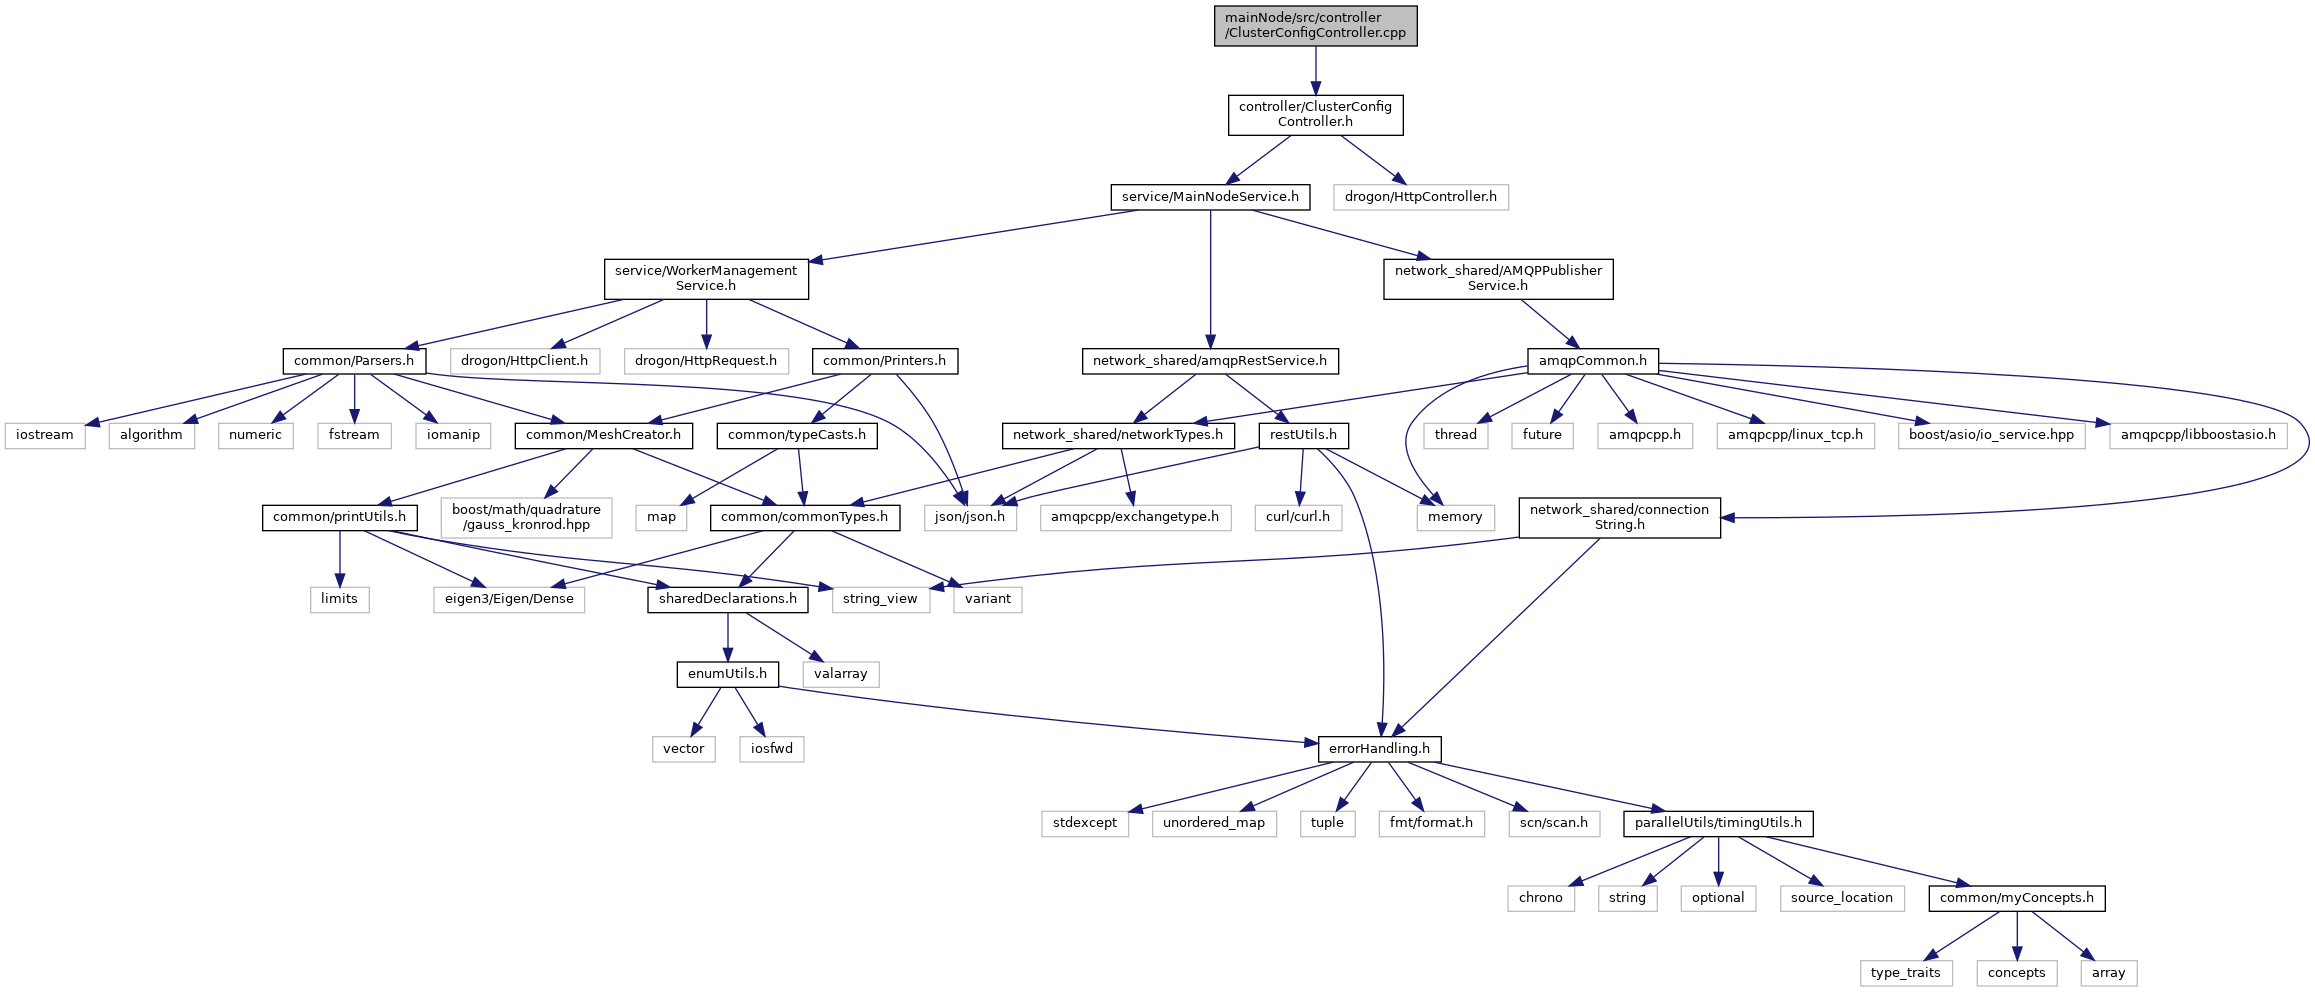 mainNode/src/controller
/ClusterConfigController.cpp
controller/ClusterConfig
Controller.h
service/MainNodeService.h
drogon/HttpController.h
service/WorkerManagement
Service.h
network_shared/AMQPPublisher
Service.h
common/Parsers.h
drogon/HttpClient.h
drogon/HttpRequest.h
common/Printers.h
network_shared/amqpRestService.h
amqpCommon.h
iostream
algorithm
numeric
fstream
iomanip
common/MeshCreator.h
common/typeCasts.h
network_shared/networkTypes.h
restUtils.h
thread
future
amqpcpp.h
amqpcpp/linux_tcp.h
boost/asio/io_service.hpp
amqpcpp/libboostasio.h
common/printUtils.h
boost/math/quadrature
/gauss_kronrod.hpp
map
common/commonTypes.h
json/json.h
amqpcpp/exchangetype.h
curl/curl.h
memory
network_shared/connection
String.h
limits
eigen3/Eigen/Dense
sharedDeclarations.h
string_view
variant
enumUtils.h
valarray
vector
iosfwd
errorHandling.h
stdexcept
unordered_map
tuple
fmt/format.h
scn/scan.h
parallelUtils/timingUtils.h
chrono
string
optional
source_location
common/myConcepts.h
type_traits
concepts
array